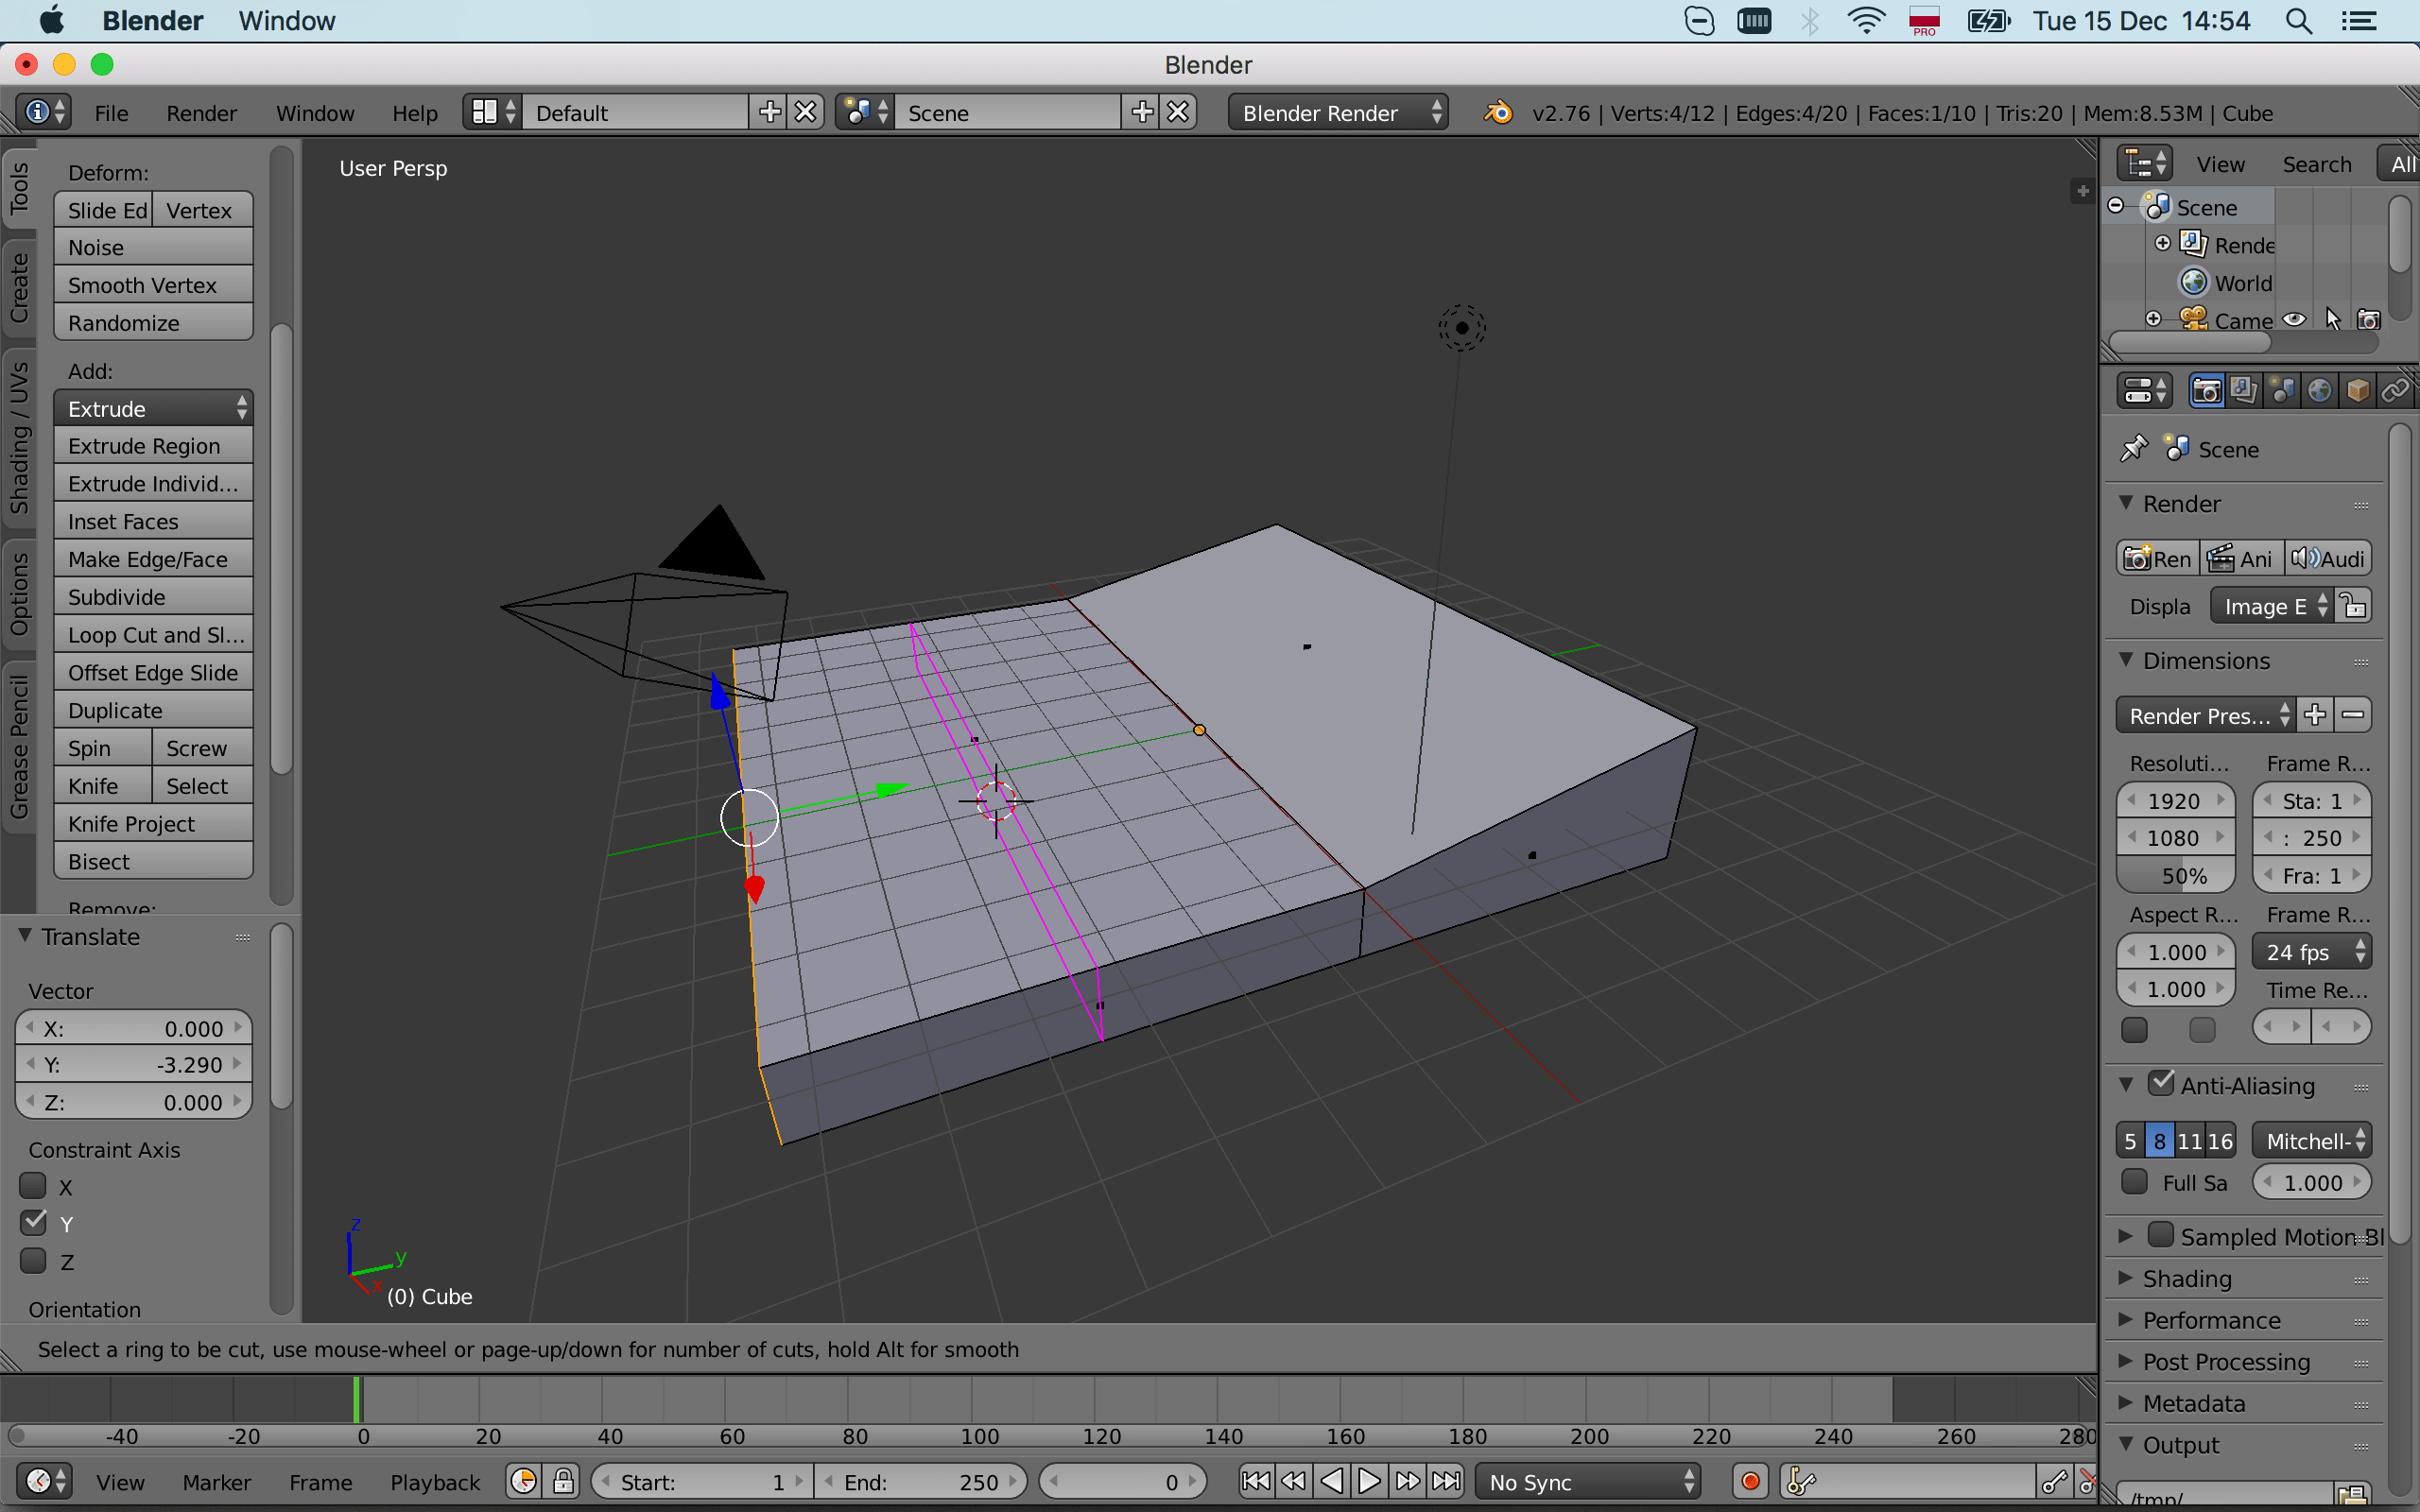 Blender Window PRO Tue 15 Dec 14:54
Blender
File Render Window Help Default Scene Blender Render v2.76 | Verts:4/12 | Edges:4/20 | Faces:1/10 | Tris:20 | Mem:8.53M | Cube
Tools
Create
Shading / UVs
Options
Grease Pencil
Deform:
Slide Ed Vertex
Noise
Smooth Vertex
Randomize
Add:
Extrude
Extrude Region
Extrude Individ...
Inset Faces
Make Edge/Face
Subdivide
Loop Cut and Sl...
Offset Edge Slide
Duplicate
Spin Screw
Knife Select
Knife Project
Bisect
Remove:
Translate
Vector
X: 0.000
Y: -3.290
Z: 0.000
Constraint Axis
X
Y
Z
Orientation
User Persp
z
y
x
(0) Cube
Select a ring to be cut, use mouse-wheel or page-up/down for number of cuts, hold Alt for smooth
-40 -20 0 20 40 60 80 100 120 140 160 180 200 220 240 260 280
View Marker Frame Playback Start: 1 End: 250 0 No Sync
View Search All
Scene
Rende
World
Came
Scene
Render
Ren Ani Audi
Displa Image E
Dimensions
Render Pres...
Resoluti... Frame R...
1920 Sta: 1
1080 : 250
50% Fra: 1
Aspect R... Frame R...
1.000 24 fps
1.000 Time Re...
Anti-Aliasing
5 8 11 16 Mitchell-
Full Sa 1.000
Sampled Motion Bl
Shading
Performance
Post Processing
Metadata
Output
/tmp/